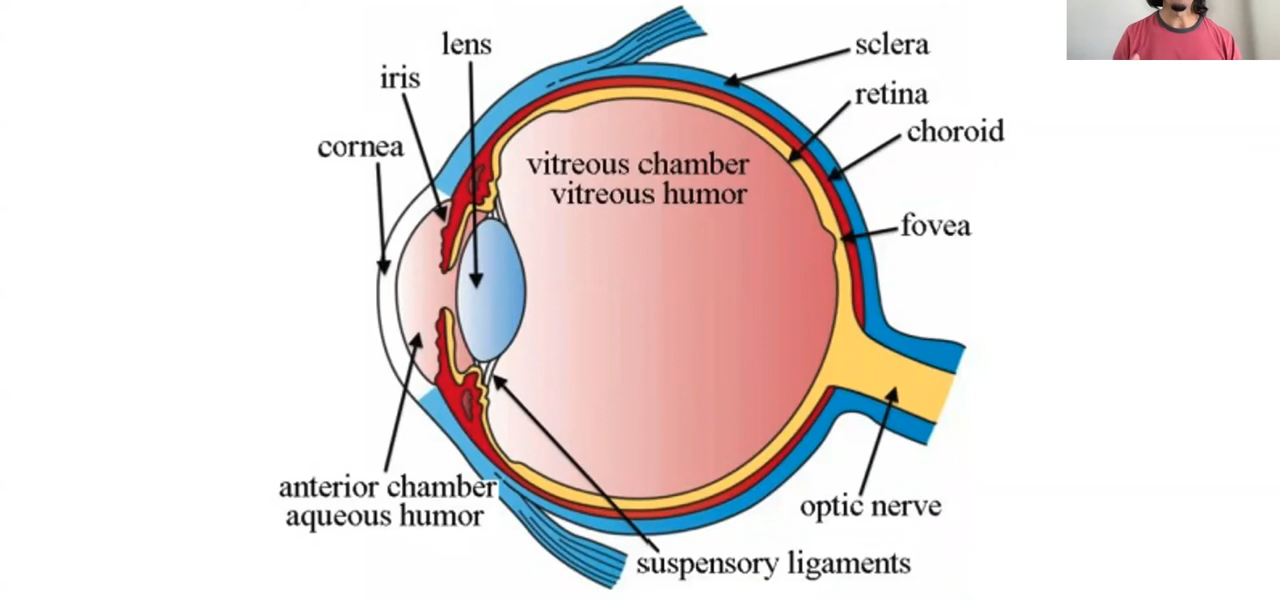 lens
iris
cornea
sclera
retina
choroid
vitreous chamber
vitreous humor
fovea
anterior chamber
aqueous humor
optic nerve
suspensory ligaments